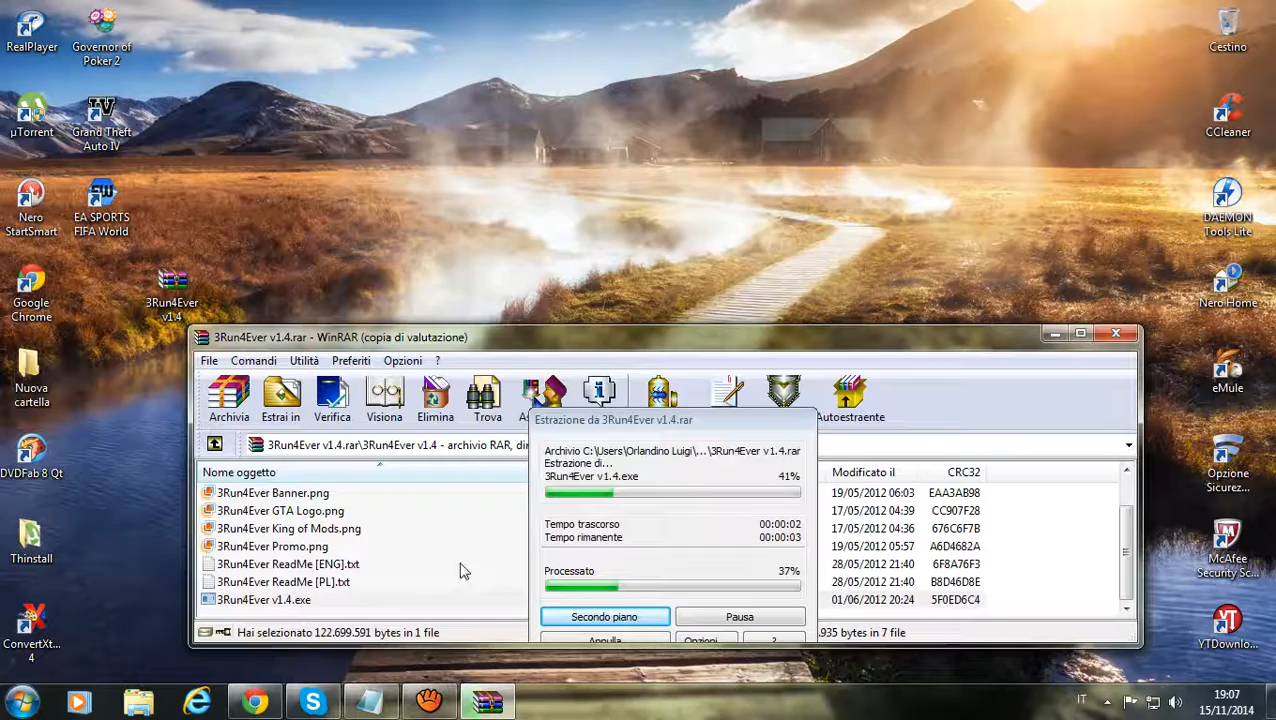 RealPlayer
Governor of
Poker 2
Cestino
µTorrent
Grand Theft
Auto IV
CCleaner
Nero
StartSmart
EA SPORTS
FIFA World
DAEMON
Tools Lite
Google
Chrome
3Run4Ever
v1.4
Nero Home
Nuova
cartella
eMule
DVDFab 8 Qt
Opzione
Sicurez...
Thinstall
McAfee
Security Sc...
ConvertXt...
4
YTDownlo...
3Run4Ever v1.4.rar - WinRAR (copia di valutazione)
File Comandi Utilità Preferiti Opzioni ?
Archivia Estrai in Verifica Visiona Elimina Trova Autoestraente
3Run4Ever v1.4.rar\3Run4Ever v1.4 - archivio RAR, di
Nome oggetto Modificato il CRC32
3Run4Ever Banner.png 19/05/2012 06:03 EAA3AB98
3Run4Ever GTA Logo.png 17/05/2012 04:39 CC907F28
3Run4Ever King of Mods.png 17/05/2012 04:36 676C6F7B
3Run4Ever Promo.png 19/05/2012 05:57 A6D4682A
3Run4Ever ReadMe [ENG].txt 28/05/2012 21:40 6F8A76F3
3Run4Ever ReadMe [PL].txt 28/05/2012 21:40 B8D46D8E
3Run4Ever v1.4.exe 01/06/2012 20:24 5F0ED6C4
Hai selezionato 122.699.591 bytes in 1 file
.935 bytes in 7 file
Estrazione da 3Run4Ever v1.4.rar
Archivio C:\Users\Orlandino Luigi\...\3Run4Ever v1.4.rar
Estrazione di...
3Run4Ever v1.4.exe 41%
Tempo trascorso 00:00:02
Tempo rimanente 00:00:03
Processato 37%
Secondo piano Pausa
Annulla Opzioni ?
IT
19:07
15/11/2014